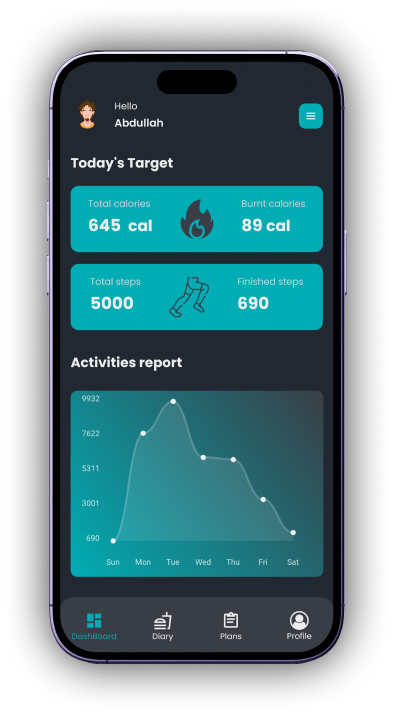 Hello
Abdullah
Today's Target
Total calories Burnt calories
645 cal 89 cal
Total steps Finished steps
5000 690
Activities report
9932
7622
5311
3001
690
Sun Mon Tue Wed Thu Fri Sat
DashBoard Diary Plans Profile